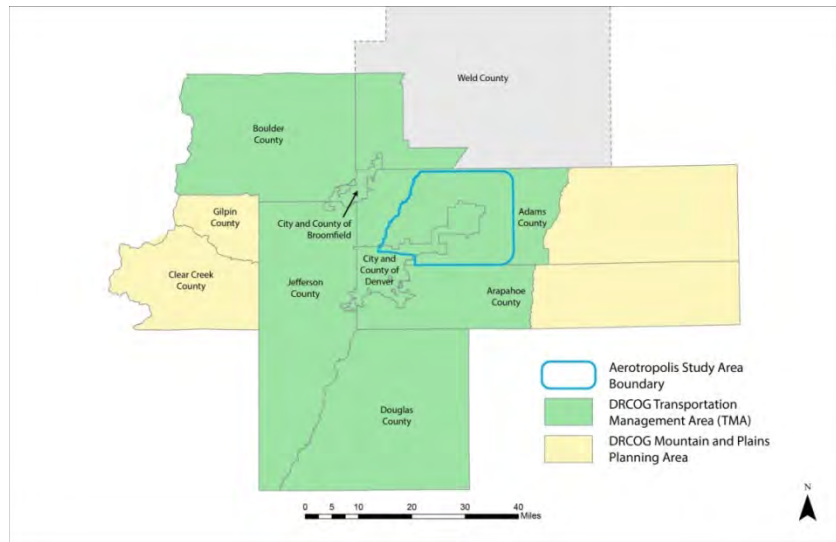 Weld County
Boulder
County
Gilpin
County
City and County of
Broomfield
Adams
County
Clear Creek
County
Jefferson
County
City and
County of
Denver
Arapahoe
County
Douglas
County
Aerotropolis Study Area
Boundary
DRCOG Transportation
Management Area (TMA)
DRCOG Mountain and Plains
Planning Area
0 5 10 20 30 40
Miles
N